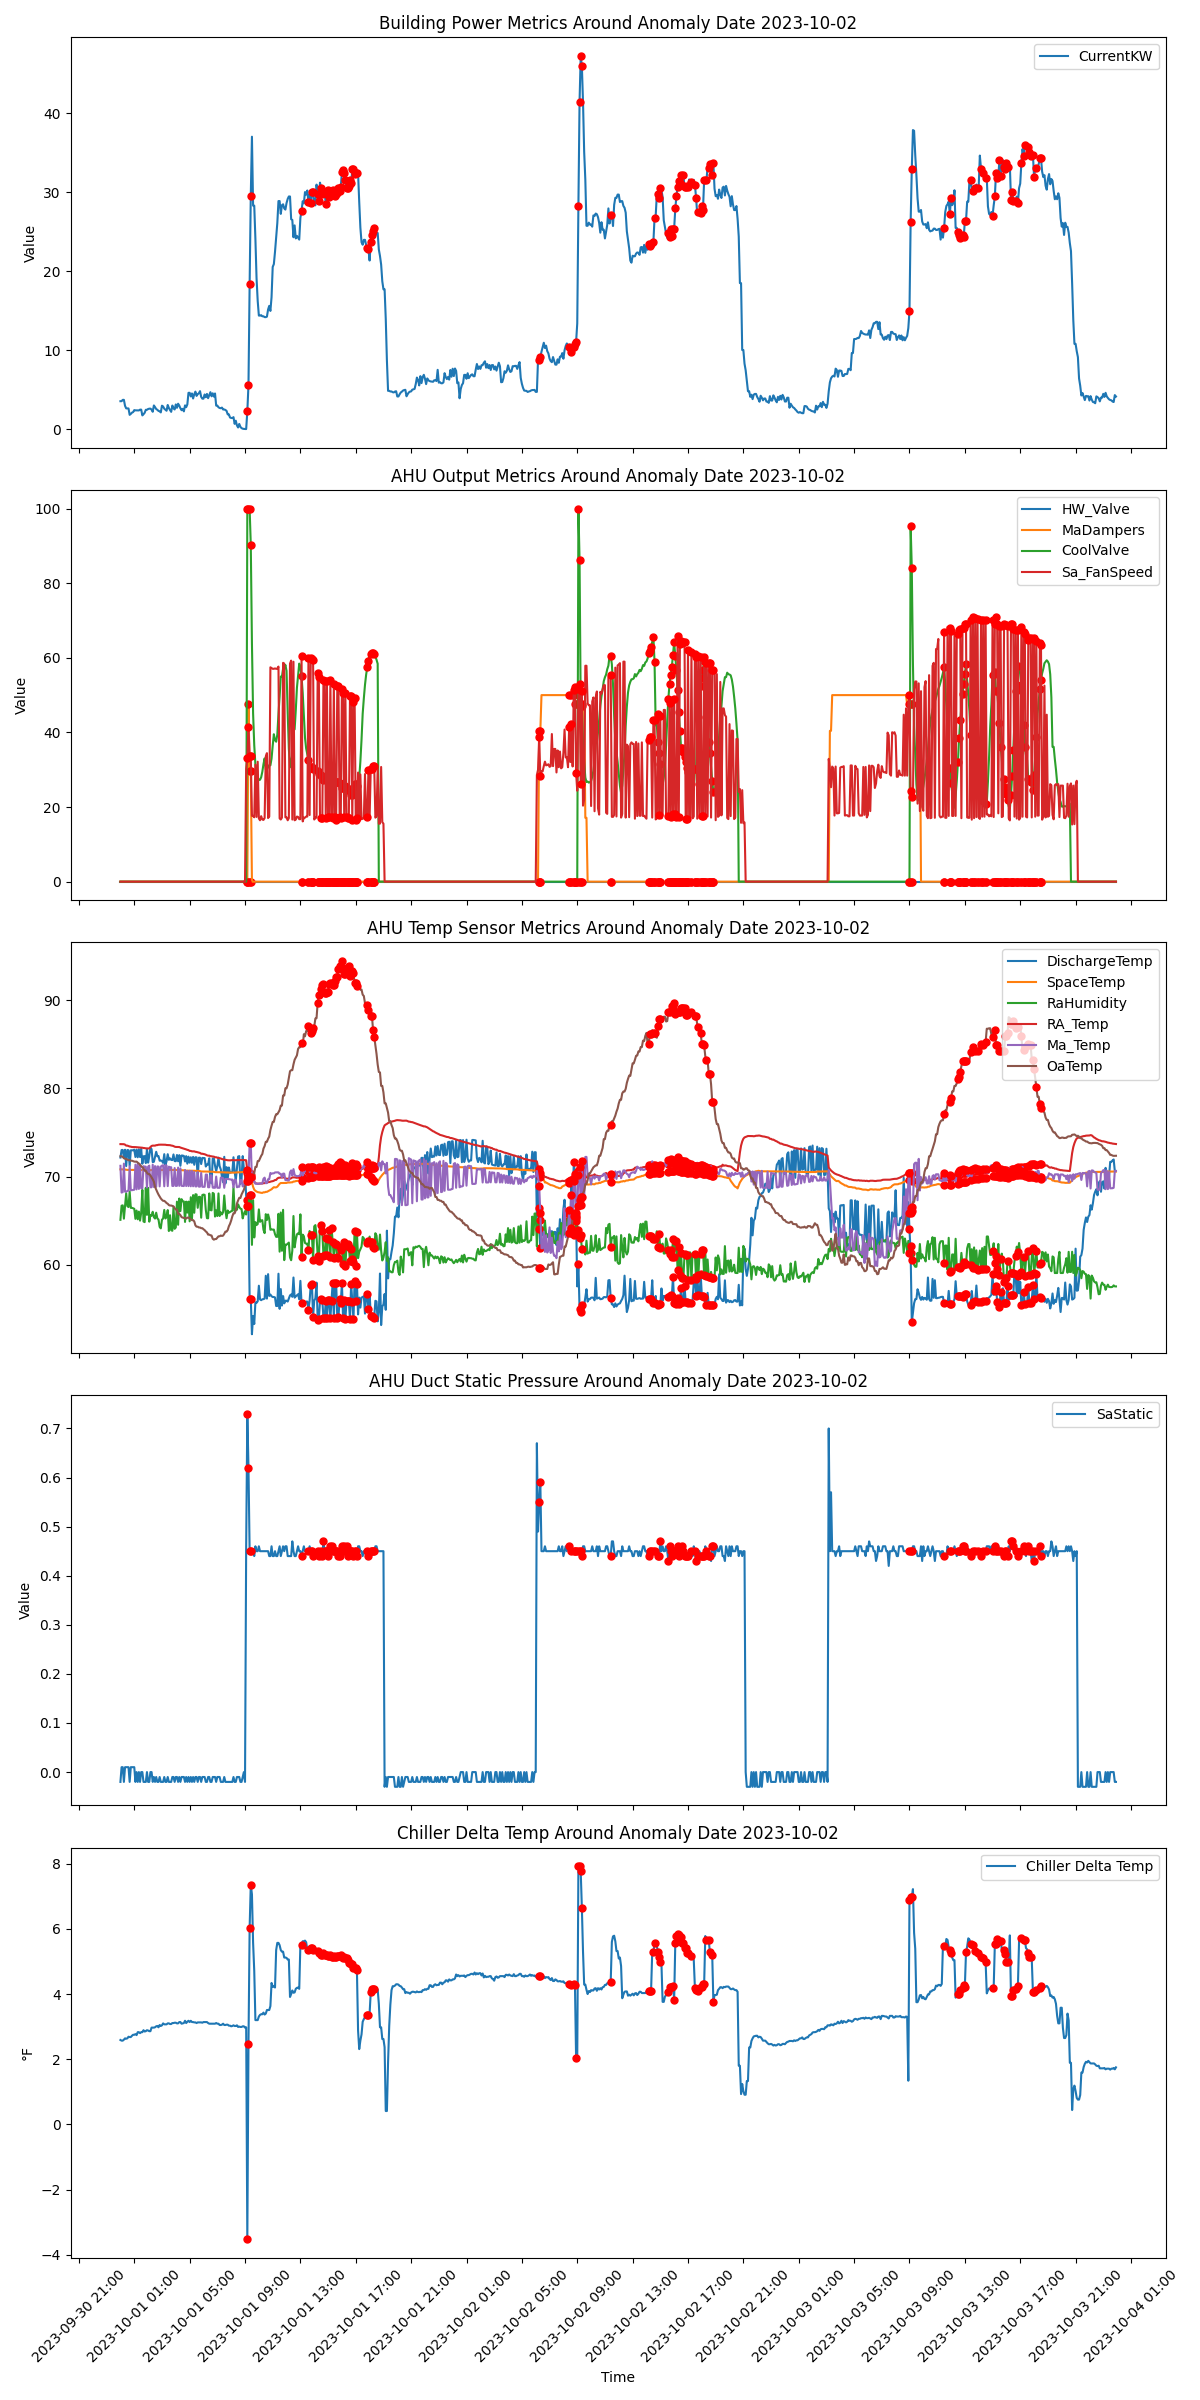 Building Power Metrics Around Anomaly Date 2023-10-02
CurrentKW
40
30
20
10
0
Value
AHU Output Metrics Around Anomaly Date 2023-10-02
HW_Valve
MaDampers
CoolValve
Sa_FanSpeed
100
80
60
40
20
0
Value
AHU Temp Sensor Metrics Around Anomaly Date 2023-10-02
DischargeTemp
SpaceTemp
RaHumidity
RA_Temp
Ma_Temp
OaTemp
90
80
70
60
Value
AHU Duct Static Pressure Around Anomaly Date 2023-10-02
SaStatic
0.7
0.6
0.5
0.4
0.3
0.2
0.1
0.0
Value
Chiller Delta Temp Around Anomaly Date 2023-10-02
Chiller Delta Temp
8
6
4
2
0
−2
−4
°F
2023-09-30 21:00
2023-10-01 01:00
2023-10-01 05:00
2023-10-01 09:00
2023-10-01 13:00
2023-10-01 17:00
2023-10-01 21:00
2023-10-02 01:00
2023-10-02 05:00
2023-10-02 09:00
2023-10-02 13:00
2023-10-02 17:00
2023-10-02 21:00
2023-10-03 01:00
2023-10-03 05:00
2023-10-03 09:00
2023-10-03 13:00
2023-10-03 17:00
2023-10-03 21:00
2023-10-04 01:00
Time